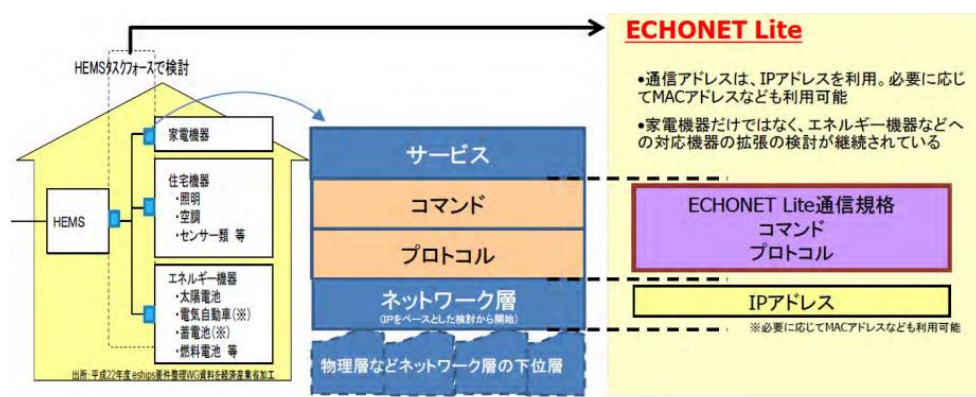 HEMSタスクフォースで検討
HEMS
家電機器
住宅機器
・照明
・空調
・センサー類 等
エネルギー機器
・太陽電池
・電気自動車(※)
・蓄電池(※)
・燃料電池 等
出所:平成22年度 eships要件整理WG資料を経済産業省加工
サービス
コマンド
プロトコル
ネットワーク層
(IPをベースとした検討から開始)
物理層などネットワーク層の下位層
ECHONET Lite
•通信アドレスは、IPアドレスを利用。必要に応じ
てMACアドレスなども利用可能
•家電機器だけではなく、エネルギー機器などへ
の対応機器の拡張の検討が継続されている
ECHONET Lite通信規格
コマンド
プロトコル
IPアドレス
※必要に応じてMACアドレスなども利用可能